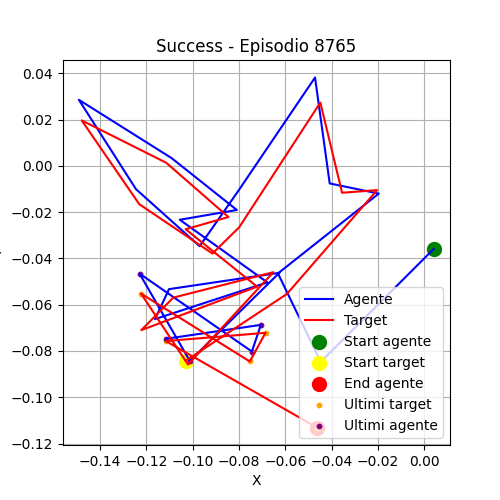 Success - Episodio 8765
0.04
0.02
0.00
−0.02
−0.04
−0.06
−0.08
−0.10
−0.12
Agente
Target
Start agente
Start target
End agente
Ultimi target
Ultimi agente
−0.14 −0.12 −0.10 −0.08 −0.06 −0.04 −0.02 0.00
X